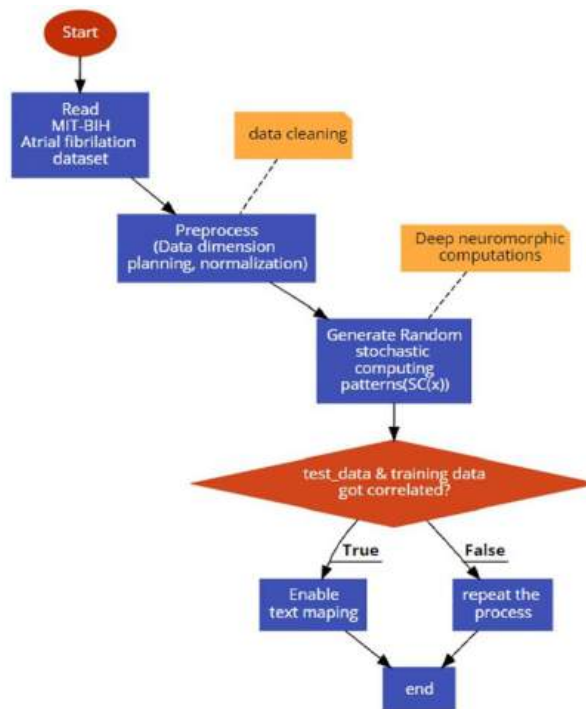 Start
Read
MIT-BIH
Atrial fibrilation
dataset
data cleaning
Preprocess
(Data dimension
planning, normalization)
Deep neuromorphic
computations
Generate Random
stochastic
computing
patterns(SC(x))
test_data & training data
got correlated?
True
False
Enable
text maping
repeat the
process
end